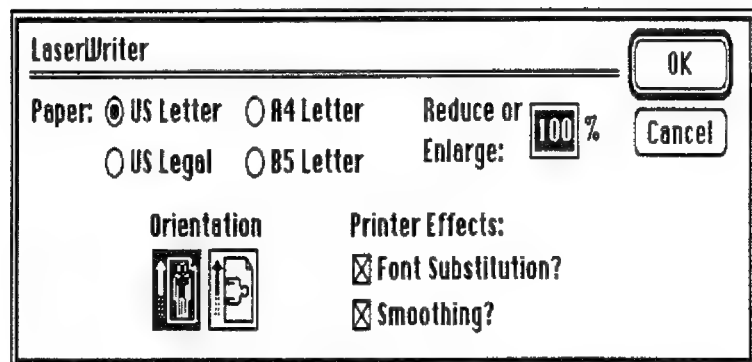 LaserWriter
OK
Paper: US Letter A4 Letter Reduce or 100 %
Cancel
US Legal B5 Letter Enlarge:
Orientation Printer Effects:
Font Substitution?
Smoothing?